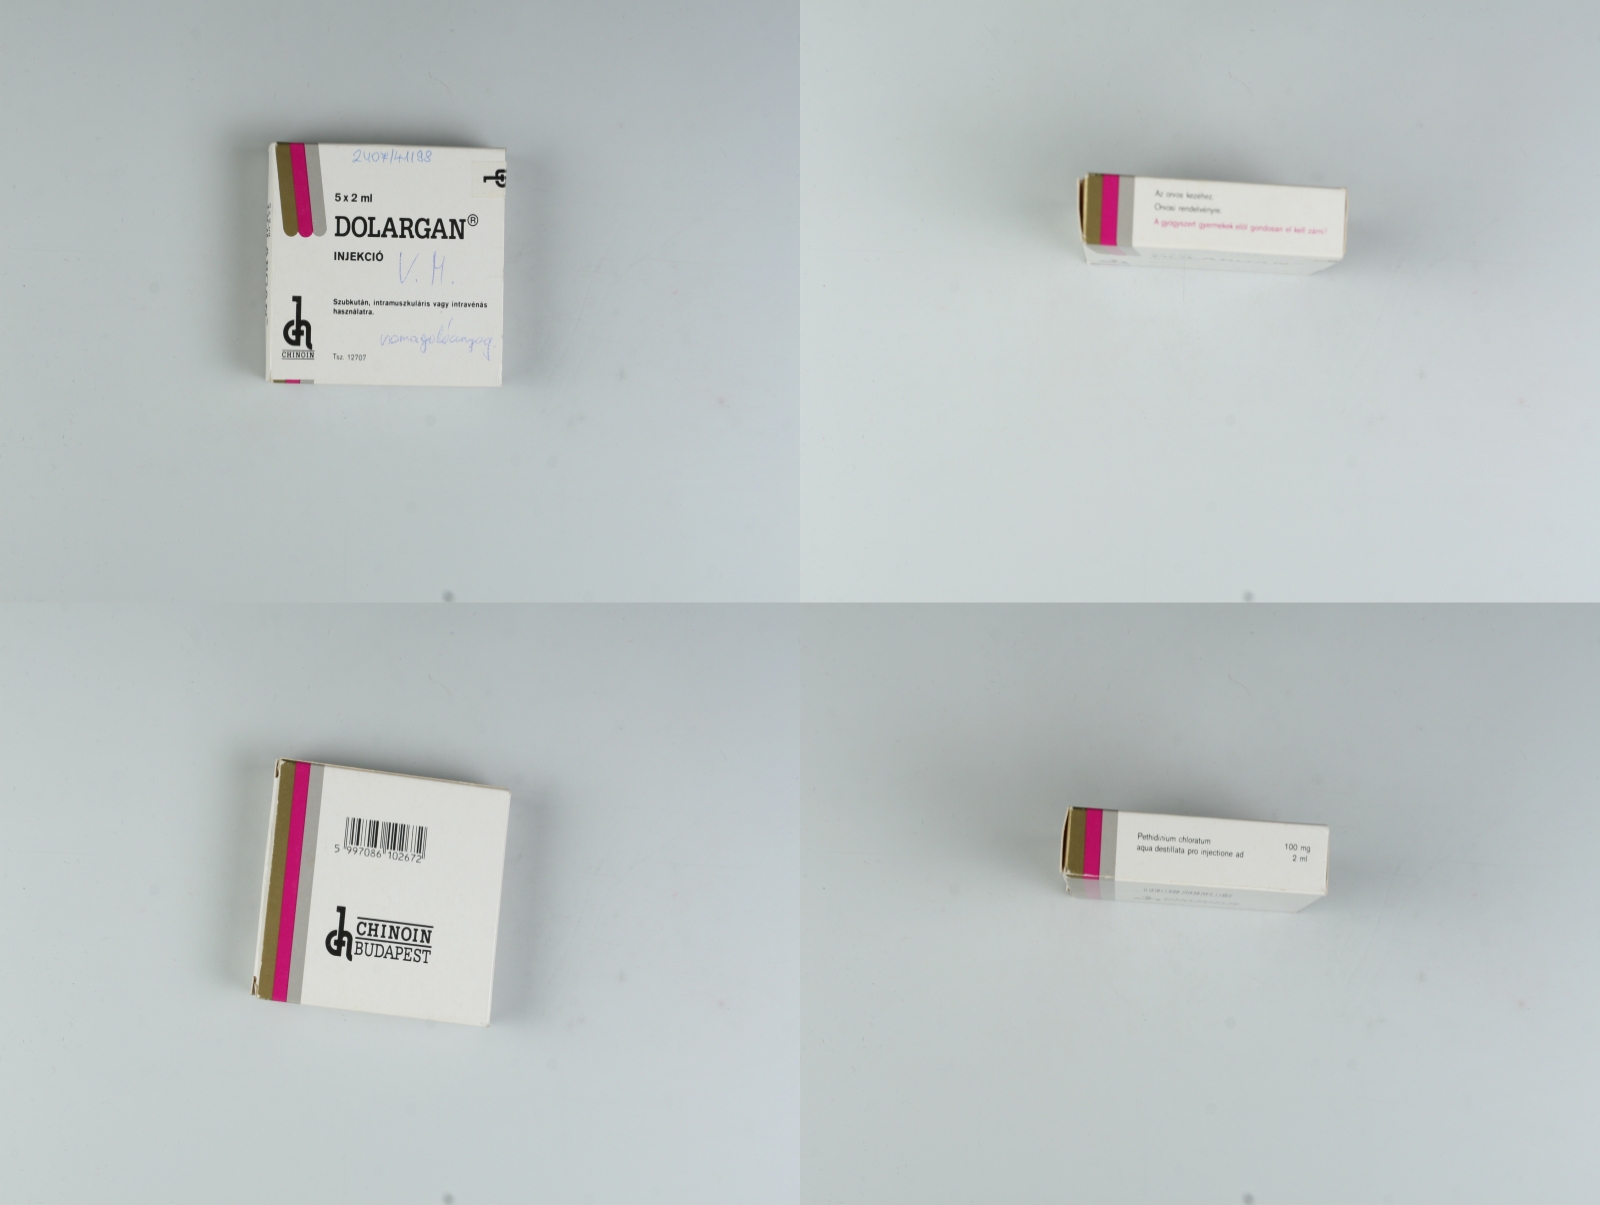 2407/41198
5 x 2 ml
DOLARGAN®
INJEKCIÓ
V. H.
Szubkután, intramuszkuláris vagy intravénás
használatra.
Tsz. 12707
CHINOIN
Az orvos kezéhez.
Orvosi rendelvényre.
A gyógyszert gyermekek elől gondosan el kell zárni!
5 997086 102672
CHINOIN
BUDAPEST
Pethidinium chloratum 100 mg
aqua destillata pro injectione ad 2 ml